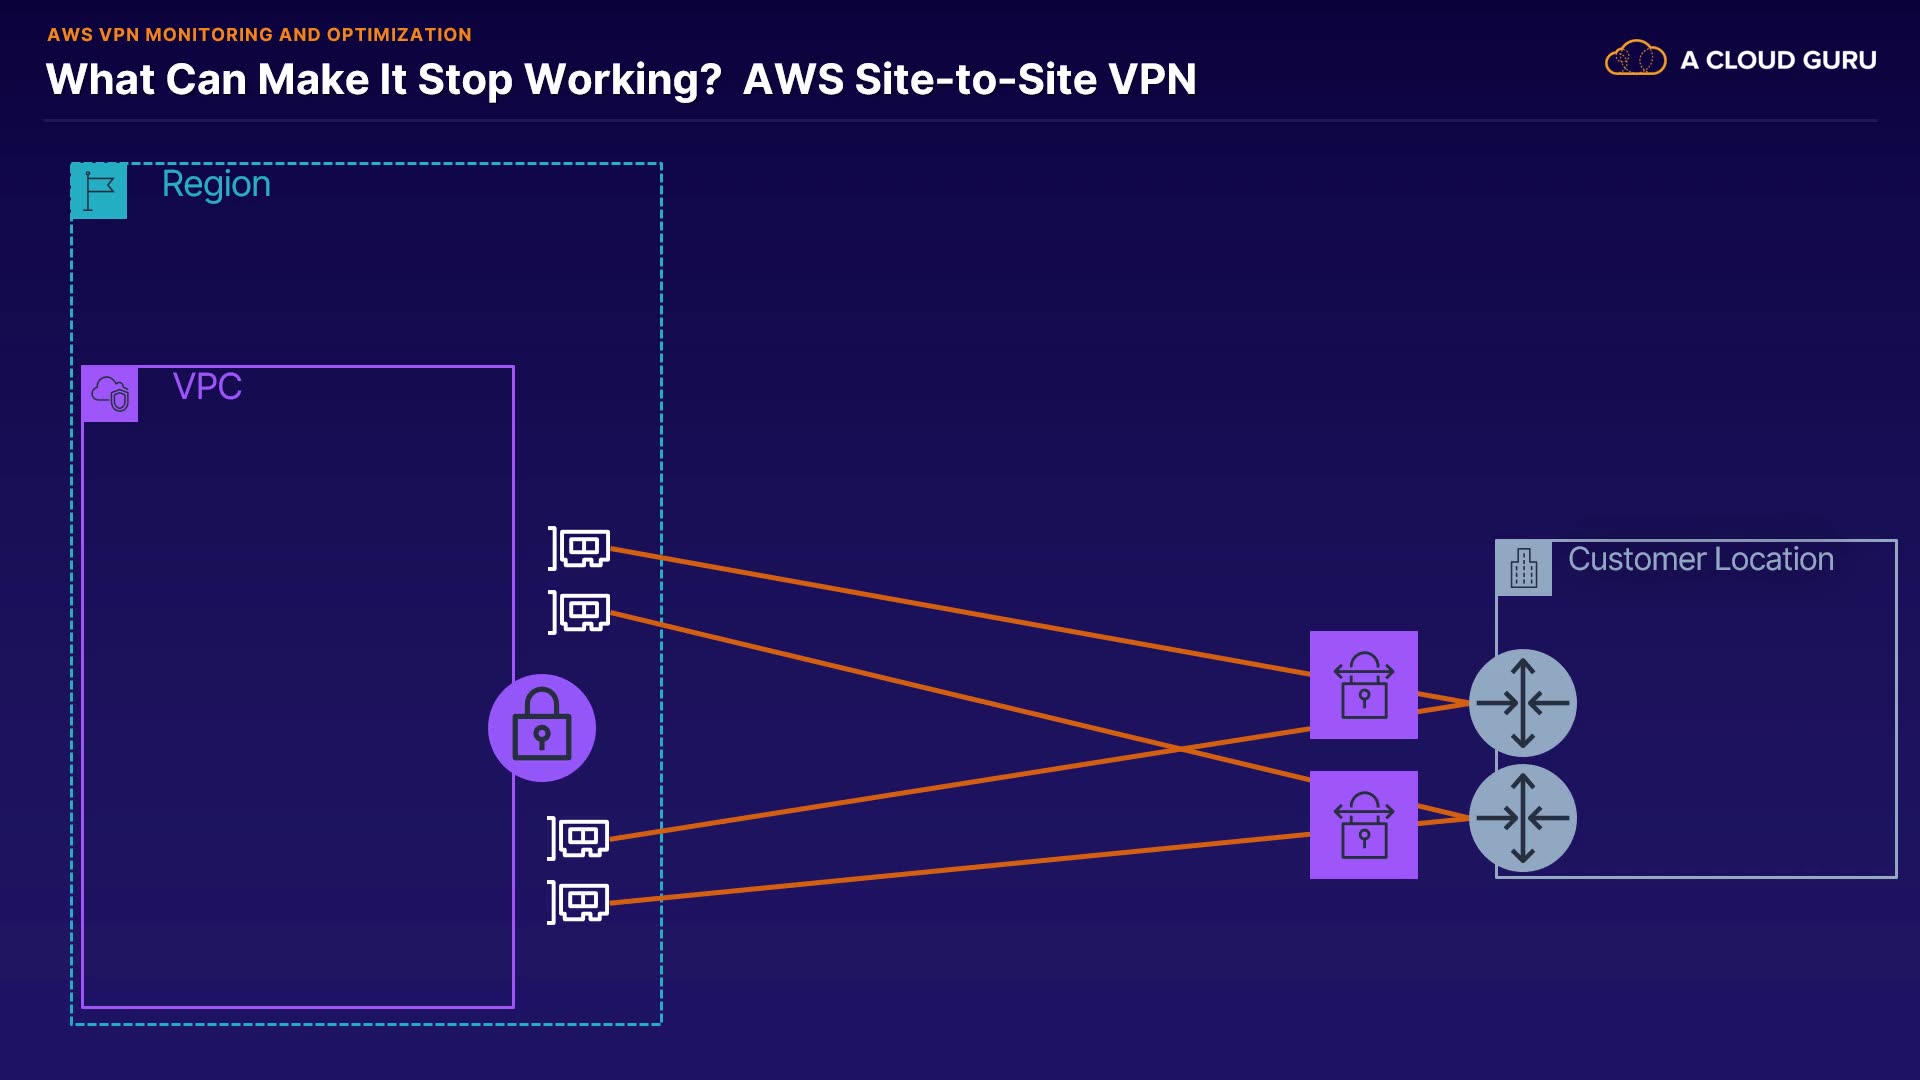 AWS VPN MONITORING AND OPTIMIZATION
What Can Make It Stop Working?  AWS Site-to-Site VPN
A CLOUD GURU
Region
VPC
Customer Location